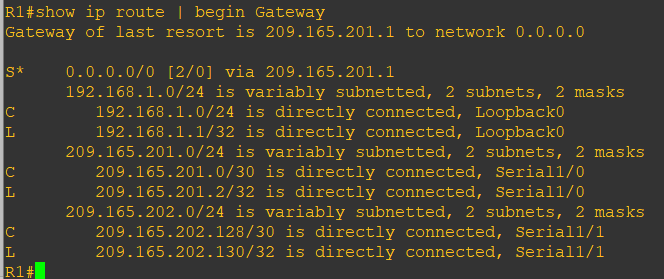 R1#show ip route | begin Gateway
Gateway of last resort is 209.165.201.1 to network 0.0.0.0
S*    0.0.0.0/0 [2/0] via 209.165.201.1
      192.168.1.0/24 is variably subnetted, 2 subnets, 2 masks
C        192.168.1.0/24 is directly connected, Loopback0
L        192.168.1.1/32 is directly connected, Loopback0
      209.165.201.0/24 is variably subnetted, 2 subnets, 2 masks
C        209.165.201.0/30 is directly connected, Serial1/0
L        209.165.201.2/32 is directly connected, Serial1/0
      209.165.202.0/24 is variably subnetted, 2 subnets, 2 masks
C        209.165.202.128/30 is directly connected, Serial1/1
L        209.165.202.130/32 is directly connected, Serial1/1
R1#